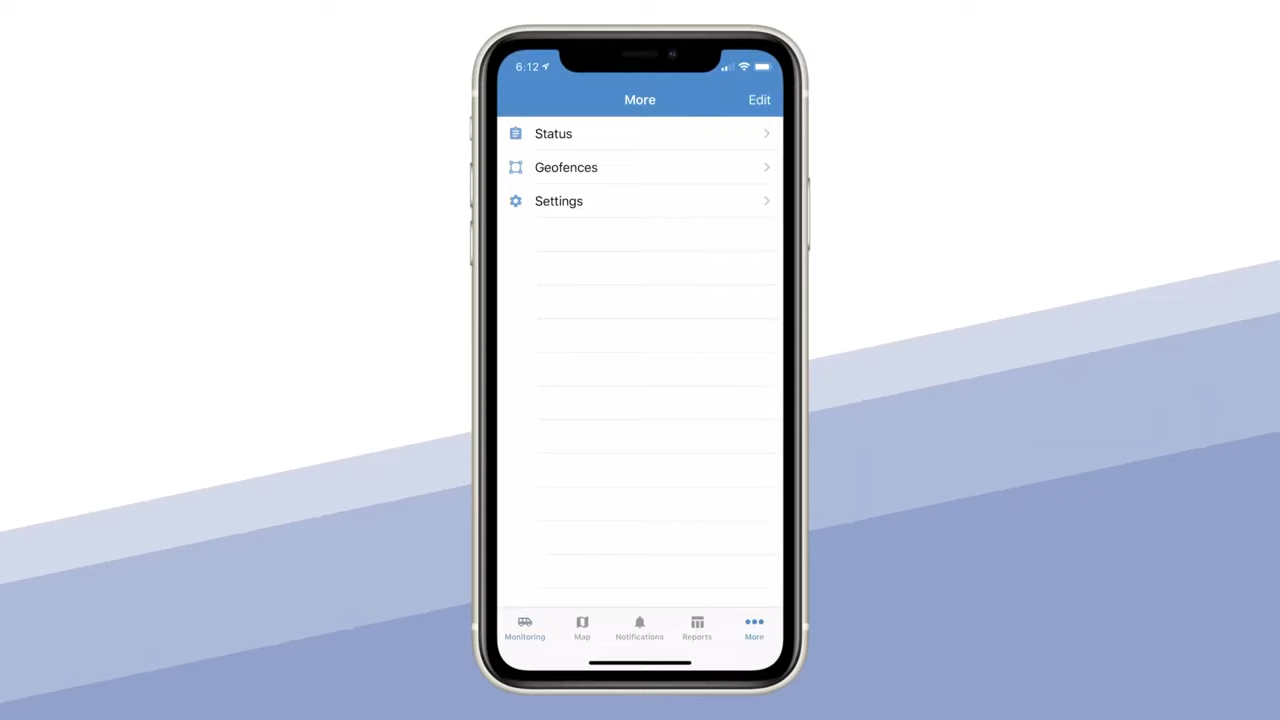 6:12
More
Edit
Status
Geofences
Settings
Monitoring
Map
Notifications
Reports
More